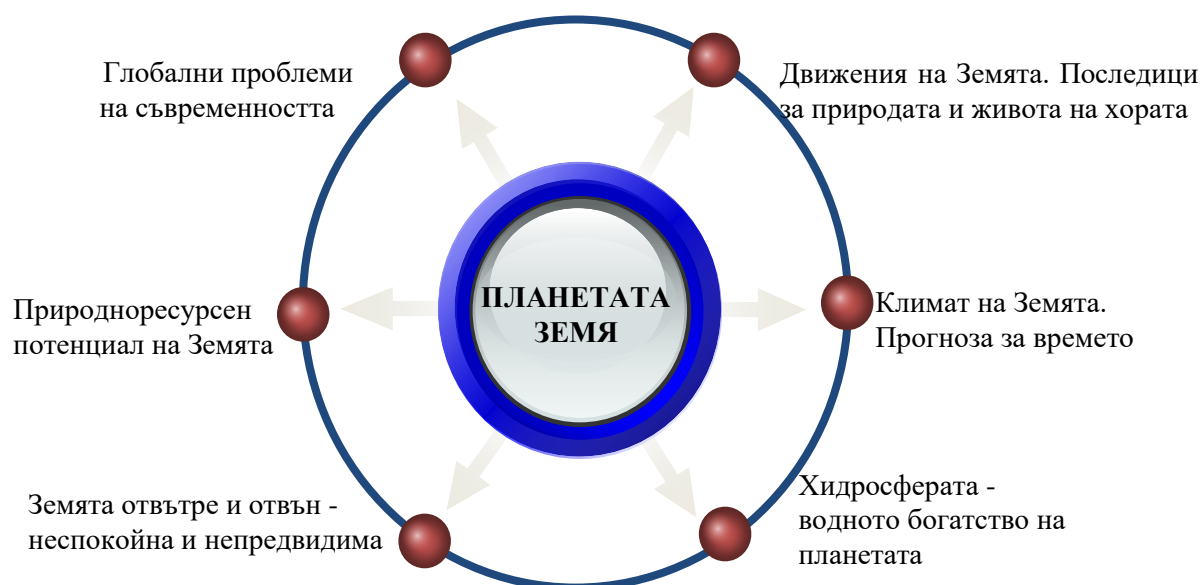 Глобални проблеми
на съвременността
Движения на Земята. Последици
за природата и живота на хората
Природноресурсен
потенциал на Земята
ПЛАНЕТАТА
ЗЕМЯ
Климат на Земята.
Прогноза за времето
Земята отвътре и отвън -
неспокойна и непредвидима
Хидросферата -
водното богатство на
планетата